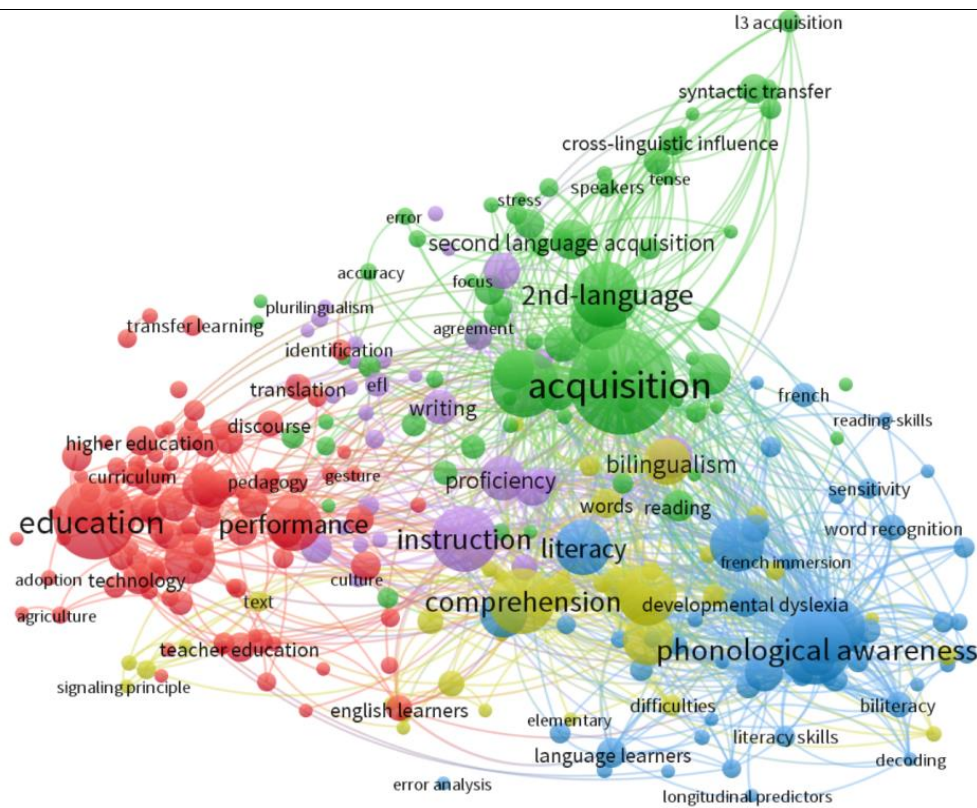 l3 acquisition
syntactic transfer
cross-linguistic influence
speakers
tense
stress
error
second language acquisition
accuracy
focus
2nd-language
plurilingualism
transfer learning
agreement
identification
acquisition
translation
efl
writing
french
discourse
reading-skills
higher education
bilingualism
curriculum
pedagogy
gesture
proficiency
sensitivity
words
reading
education
performance
word recognition
instruction
literacy
french immersion
adoption
technology
culture
text
comprehension
developmental dyslexia
agriculture
teacher education
phonological awareness
signaling principle
english learners
difficulties
biliteracy
elementary
literacy skills
language learners
decoding
error analysis
longitudinal predictors